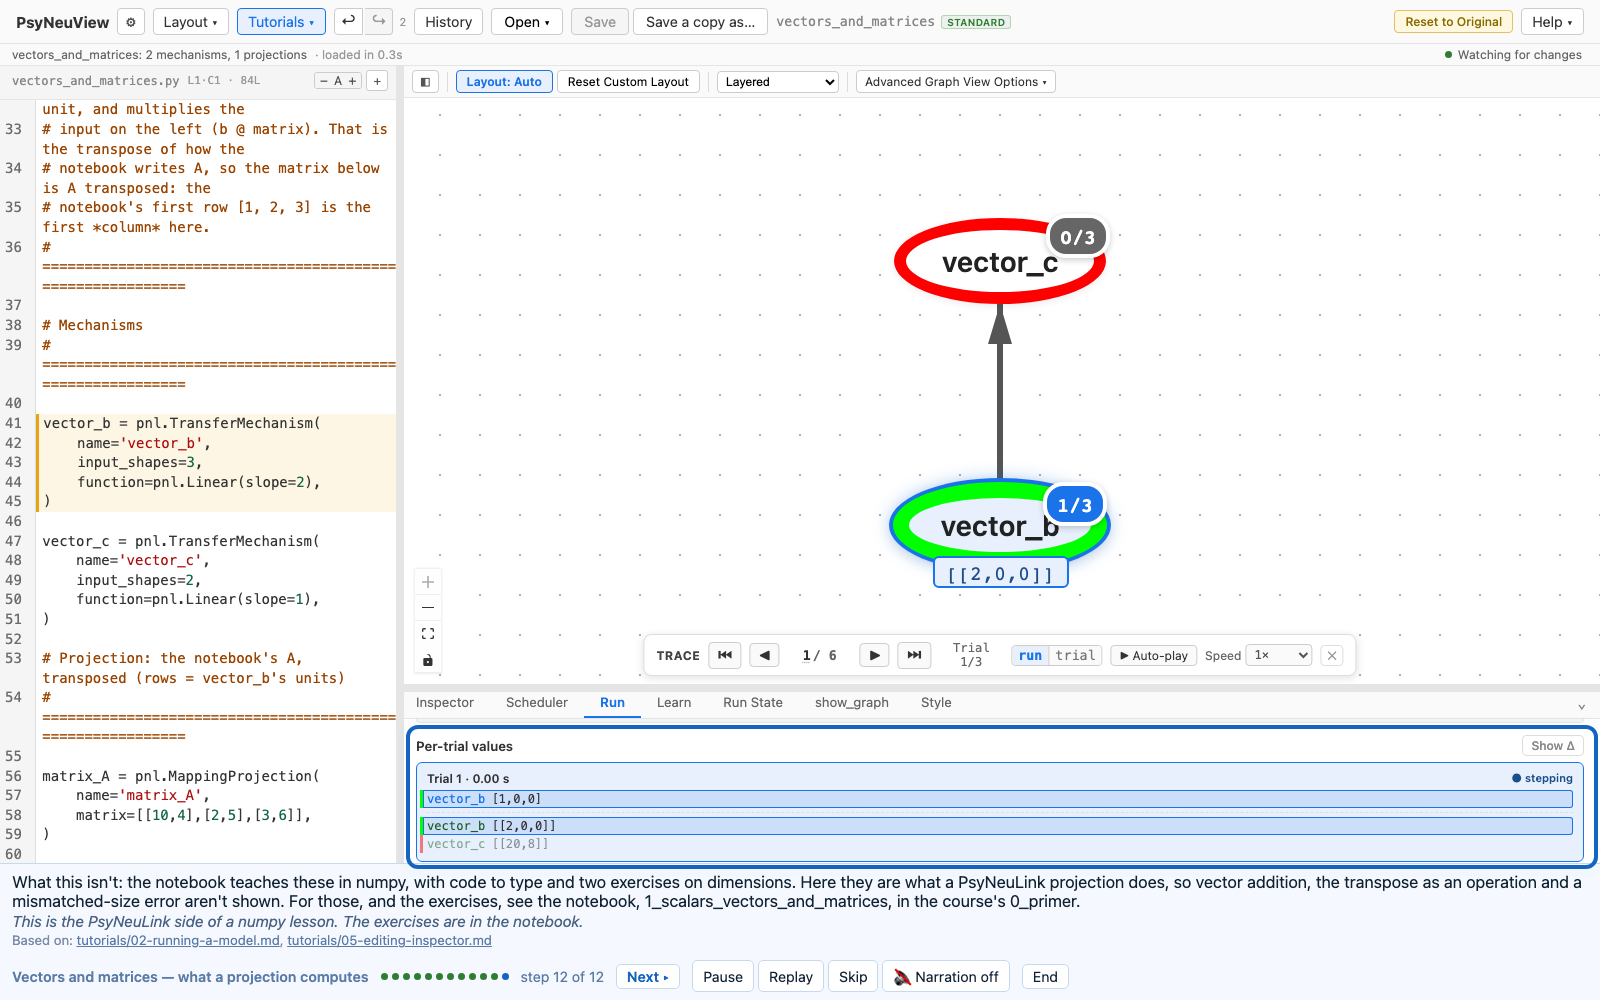 PsyNeuView
⚙
Layout ▾
Tutorials ▾
↩
↪
2
History
Open ▾
Save
Save a copy as...
vectors_and_matrices
STANDARD
Reset to Original
Help ▾
vectors_and_matrices: 2 mechanisms, 1 projections · loaded in 0.3s
Watching for changes
vectors_and_matrices.py L1·C1 · 84L
− A +
+
Layout: Auto
Reset Custom Layout
Layered
Advanced Graph View Options ▾
unit, and multiplies the
33 # input on the left (b @ matrix). That is
the transpose of how the
34 # notebook writes A, so the matrix below
is A transposed: the
35 # notebook's first row [1, 2, 3] is the
first *column* here.
36 #
=========================================
=================
37
38 # Mechanisms
39 #
=========================================
=================
40
41 vector_b = pnl.TransferMechanism(
42 name='vector_b',
43 input_shapes=3,
44 function=pnl.Linear(slope=2),
45 )
46
47 vector_c = pnl.TransferMechanism(
48 name='vector_c',
49 input_shapes=2,
50 function=pnl.Linear(slope=1),
51 )
52
53 # Projection: the notebook's A,
transposed (rows = vector_b's units)
54 #
=========================================
=================
55
56 matrix_A = pnl.MappingProjection(
57 name='matrix_A',
58 matrix=[[10,4],[2,5],[3,6]],
59 )
60
0/3
vector_c
1/3
vector_b
[[2,0,0]]
TRACE
1 / 6
Trial
1/3
run
trial
▶ Auto-play
Speed
1×
Inspector
Scheduler
Run
Learn
Run State
show_graph
Style
Per-trial values
Show Δ
Trial 1 · 0.00 s
stepping
vector_b [1,0,0]
vector_b [[2,0,0]]
vector_c [[20,8]]
What this isn't: the notebook teaches these in numpy, with code to type and two exercises on dimensions. Here they are what a PsyNeuLink projection does, so vector addition, the transpose as an operation and a
mismatched-size error aren't shown. For those, and the exercises, see the notebook, 1_scalars_vectors_and_matrices, in the course's 0_primer.
This is the PsyNeuLink side of a numpy lesson. The exercises are in the notebook.
Based on: tutorials/02-running-a-model.md, tutorials/05-editing-inspector.md
Vectors and matrices — what a projection computes
step 12 of 12
Next ▸
Pause
Replay
Skip
Narration off
End